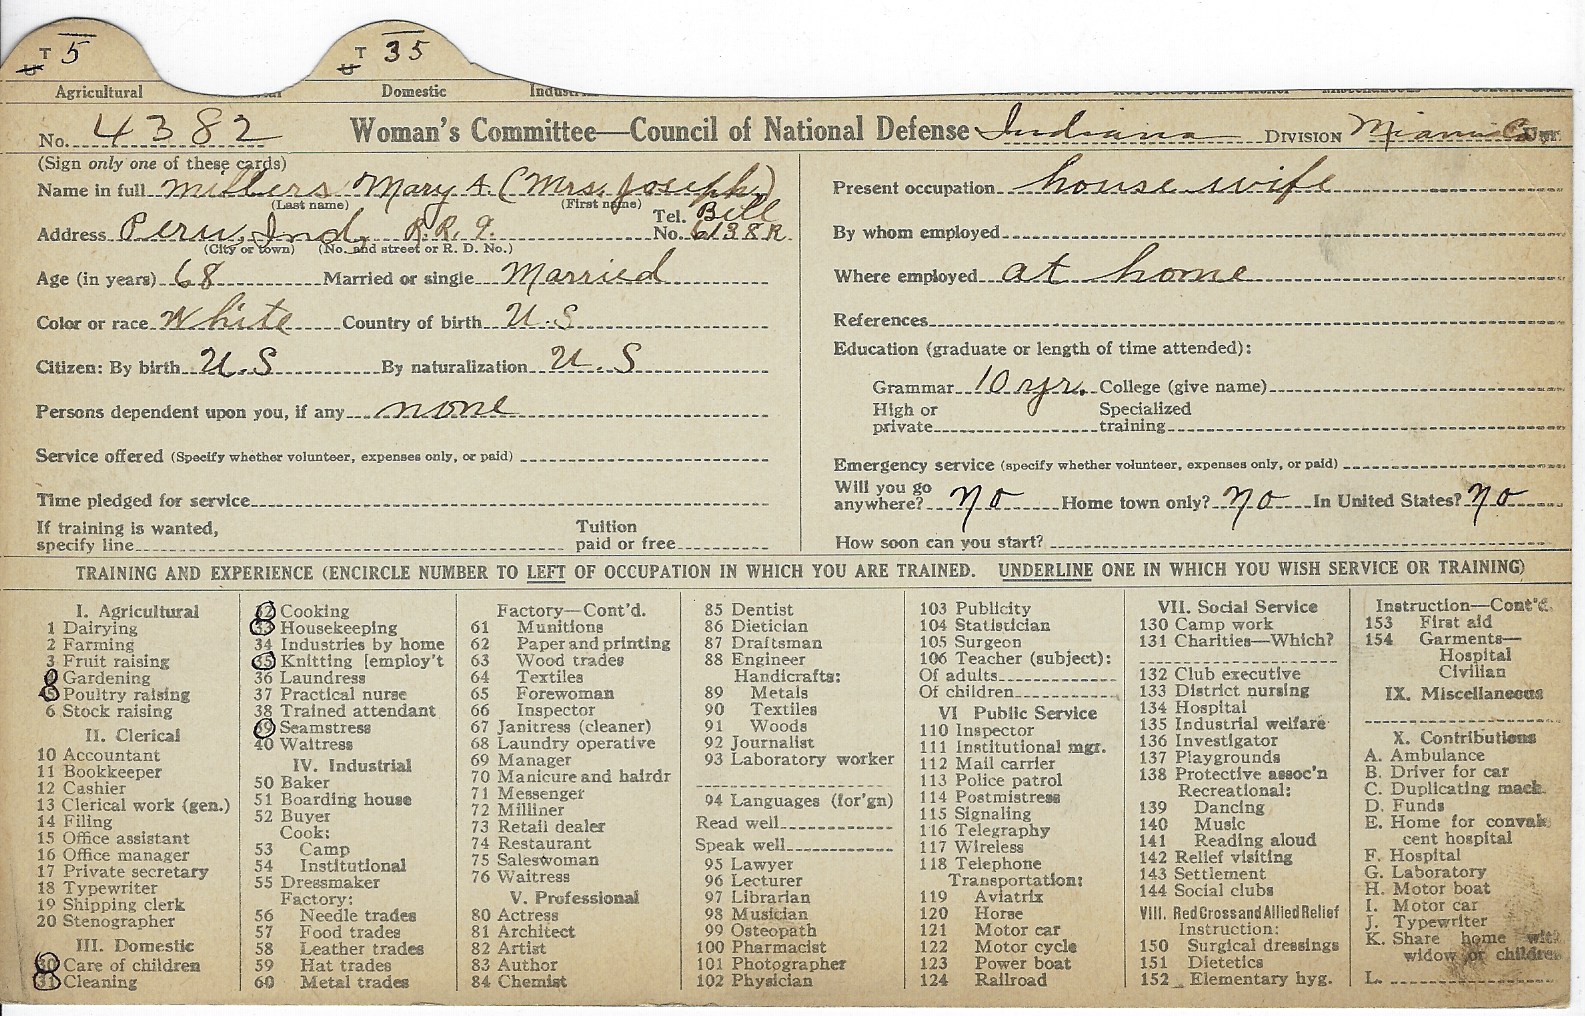 T 5 T 35
Agricultural Domestic
No. 4382 Woman's Committee—Council of National Defense Indiana DIVISION Miami Co
(Sign only one of these cards)
Name in full Millers Mary A (Mrs. Joseph)
(Last name) (First name)
Tel. Bell
Address Peru, Ind, R.R. 9. No. 6138R
(City or town) (No. and street or R. D. No.)
Age (in years) 68 Married or single Married
Color or race White Country of birth U.S
Citizen: By birth U.S By naturalization U.S
Persons dependent upon you, if any none
Service offered (Specify whether volunteer, expenses only, or paid)
Time pledged for service
If training is wanted, Tuition
specify line paid or free
Present occupation house wife
By whom employed
Where employed at home
References
Education (graduate or length of time attended):
Grammar 10 yr. College (give name)
High or Specialized
private training
Emergency service (specify whether volunteer, expenses only, or paid)
Will you go
anywhere? no Home town only? no In United States? no
How soon can you start?
TRAINING AND EXPERIENCE (ENCIRCLE NUMBER TO LEFT OF OCCUPATION IN WHICH YOU ARE TRAINED. UNDERLINE ONE IN WHICH YOU WISH SERVICE OR TRAINING)
I. Agricultural
1 Dairying
2 Farming
3 Fruit raising
4 Gardening
5 Poultry raising
6 Stock raising
II. Clerical
10 Accountant
11 Bookkeeper
12 Cashier
13 Clerical work (gen.)
14 Filing
15 Office assistant
16 Office manager
17 Private secretary
18 Typewriter
19 Shipping clerk
20 Stenographer
III. Domestic
30 Care of children
31 Cleaning
32 Cooking
33 Housekeeping
34 Industries by home
35 Knitting [employ't
36 Laundress
37 Practical nurse
38 Trained attendant
39 Seamstress
40 Waitress
IV. Industrial
50 Baker
51 Boarding house
52 Buyer
Cook:
53 Camp
54 Institutional
55 Dressmaker
Factory:
56 Needle trades
57 Food trades
58 Leather trades
59 Hat trades
60 Metal trades
Factory—Cont'd.
61 Munitions
62 Paper and printing
63 Wood trades
64 Textiles
65 Forewoman
66 Inspector
67 Janitress (cleaner)
68 Laundry operative
69 Manager
70 Manicure and hairdr
71 Messenger
72 Milliner
73 Retail dealer
74 Restaurant
75 Saleswoman
76 Waitress
V. Professional
80 Actress
81 Architect
82 Artist
83 Author
84 Chemist
85 Dentist
86 Dietician
87 Draftsman
88 Engineer
Handicrafts:
89 Metals
90 Textiles
91 Woods
92 Journalist
93 Laboratory worker
94 Languages (for'gn)
Read well
Speak well
95 Lawyer
96 Lecturer
97 Librarian
98 Musician
99 Osteopath
100 Pharmacist
101 Photographer
102 Physician
103 Publicity
104 Statistician
105 Surgeon
106 Teacher (subject):
Of adults
Of children
VI Public Service
110 Inspector
111 Institutional mgr.
112 Mail carrier
113 Police patrol
114 Postmistress
115 Signaling
116 Telegraphy
117 Wireless
118 Telephone
Transportation:
119 Aviatrix
120 Horse
121 Motor car
122 Motor cycle
123 Power boat
124 Railroad
VII. Social Service
130 Camp work
131 Charities—Which?
132 Club executive
133 District nursing
134 Hospital
135 Industrial welfare
136 Investigator
137 Playgrounds
138 Protective assoc'n
Recreational:
139 Dancing
140 Music
141 Reading aloud
142 Relief visiting
143 Settlement
144 Social clubs
VIII. Red Cross and Allied Relief
Instruction:
150 Surgical dressings
151 Dietetics
152 Elementary hyg.
Instruction—Cont'd.
153 First aid
154 Garments—
Hospital
Civilian
IX. Miscellaneous
X. Contributions
A. Ambulance
B. Driver for car
C. Duplicating mach.
D. Funds
E. Home for convales
cent hospital
F. Hospital
G. Laboratory
H. Motor boat
I. Motor car
J. Typewriter
K. Share home with
widow or children
L.